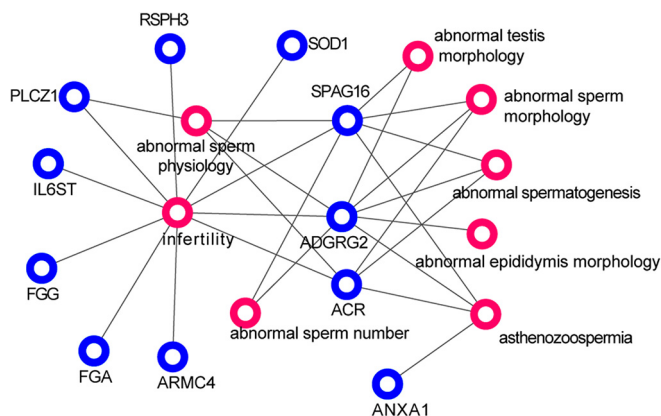 RSPH3
SOD1
abnormal testis
morphology
PLCZ1
SPAG16
abnormal sperm
morphology
abnormal sperm
physiology
IL6ST
abnormal spermatogenesis
infertility
ADGRG2
abnormal epididymis morphology
FGG
ACR
abnormal sperm number
asthenozoospermia
FGA
ARMC4
ANXA1